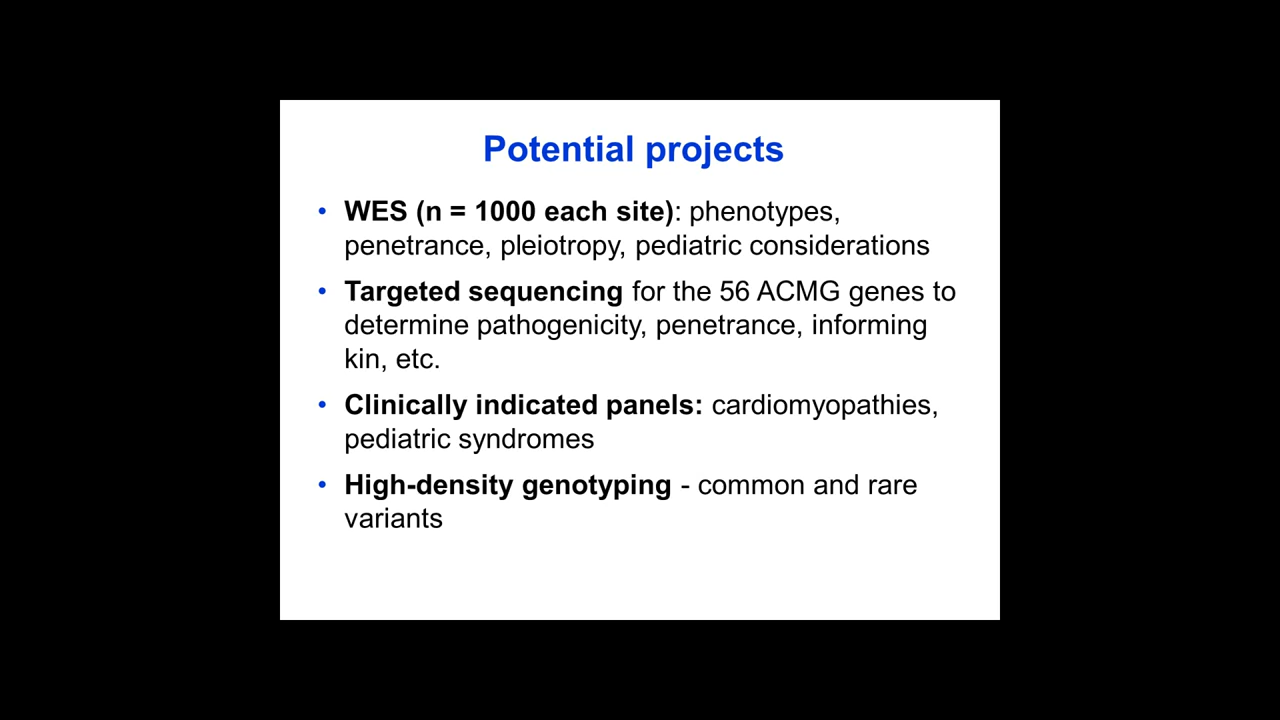 Potential projects
• WES (n = 1000 each site): phenotypes,
penetrance, pleiotropy, pediatric considerations
• Targeted sequencing for the 56 ACMG genes to
determine pathogenicity, penetrance, informing
kin, etc.
• Clinically indicated panels: cardiomyopathies,
pediatric syndromes
• High-density genotyping - common and rare
variants